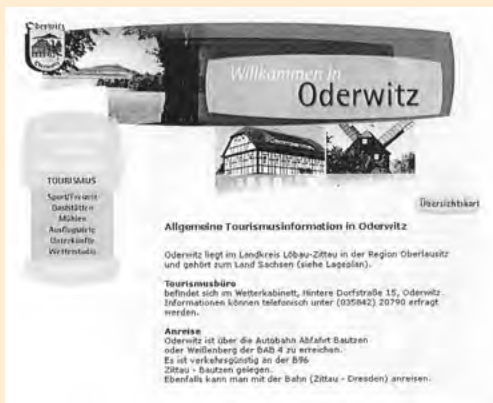 Oderwitz
Willkommen in
Oderwitz
TOURISMUS
Sport/Freizeit
Gaststätten
Mühlen
Ausflugsziele
Unterkünfte
Übersichtskart
Allgemeine Tourismusinformation in Oderwitz
Oderwitz liegt im Landkreis Löbau-Zittau in der Region Oberlausitz
und gehört zum Land Sachsen (siehe Lageplan).
Tourismusbüro
befindet sich im Wetterkabinett, Hintere Dorfstraße 15, Oderwitz.
Informationen können telefonisch unter (035842) 20790 erfragt
werden.
Anreise
Oderwitz ist über die Autobahn Abfahrt Bautzen
oder Weißenberg der BAB 4 zu erreichen.
Es ist verkehrsgünstig an der B96
Zittau - Bautzen gelegen.
Ebenfalls kann man mit der Bahn (Zittau - Dresden) anreisen.